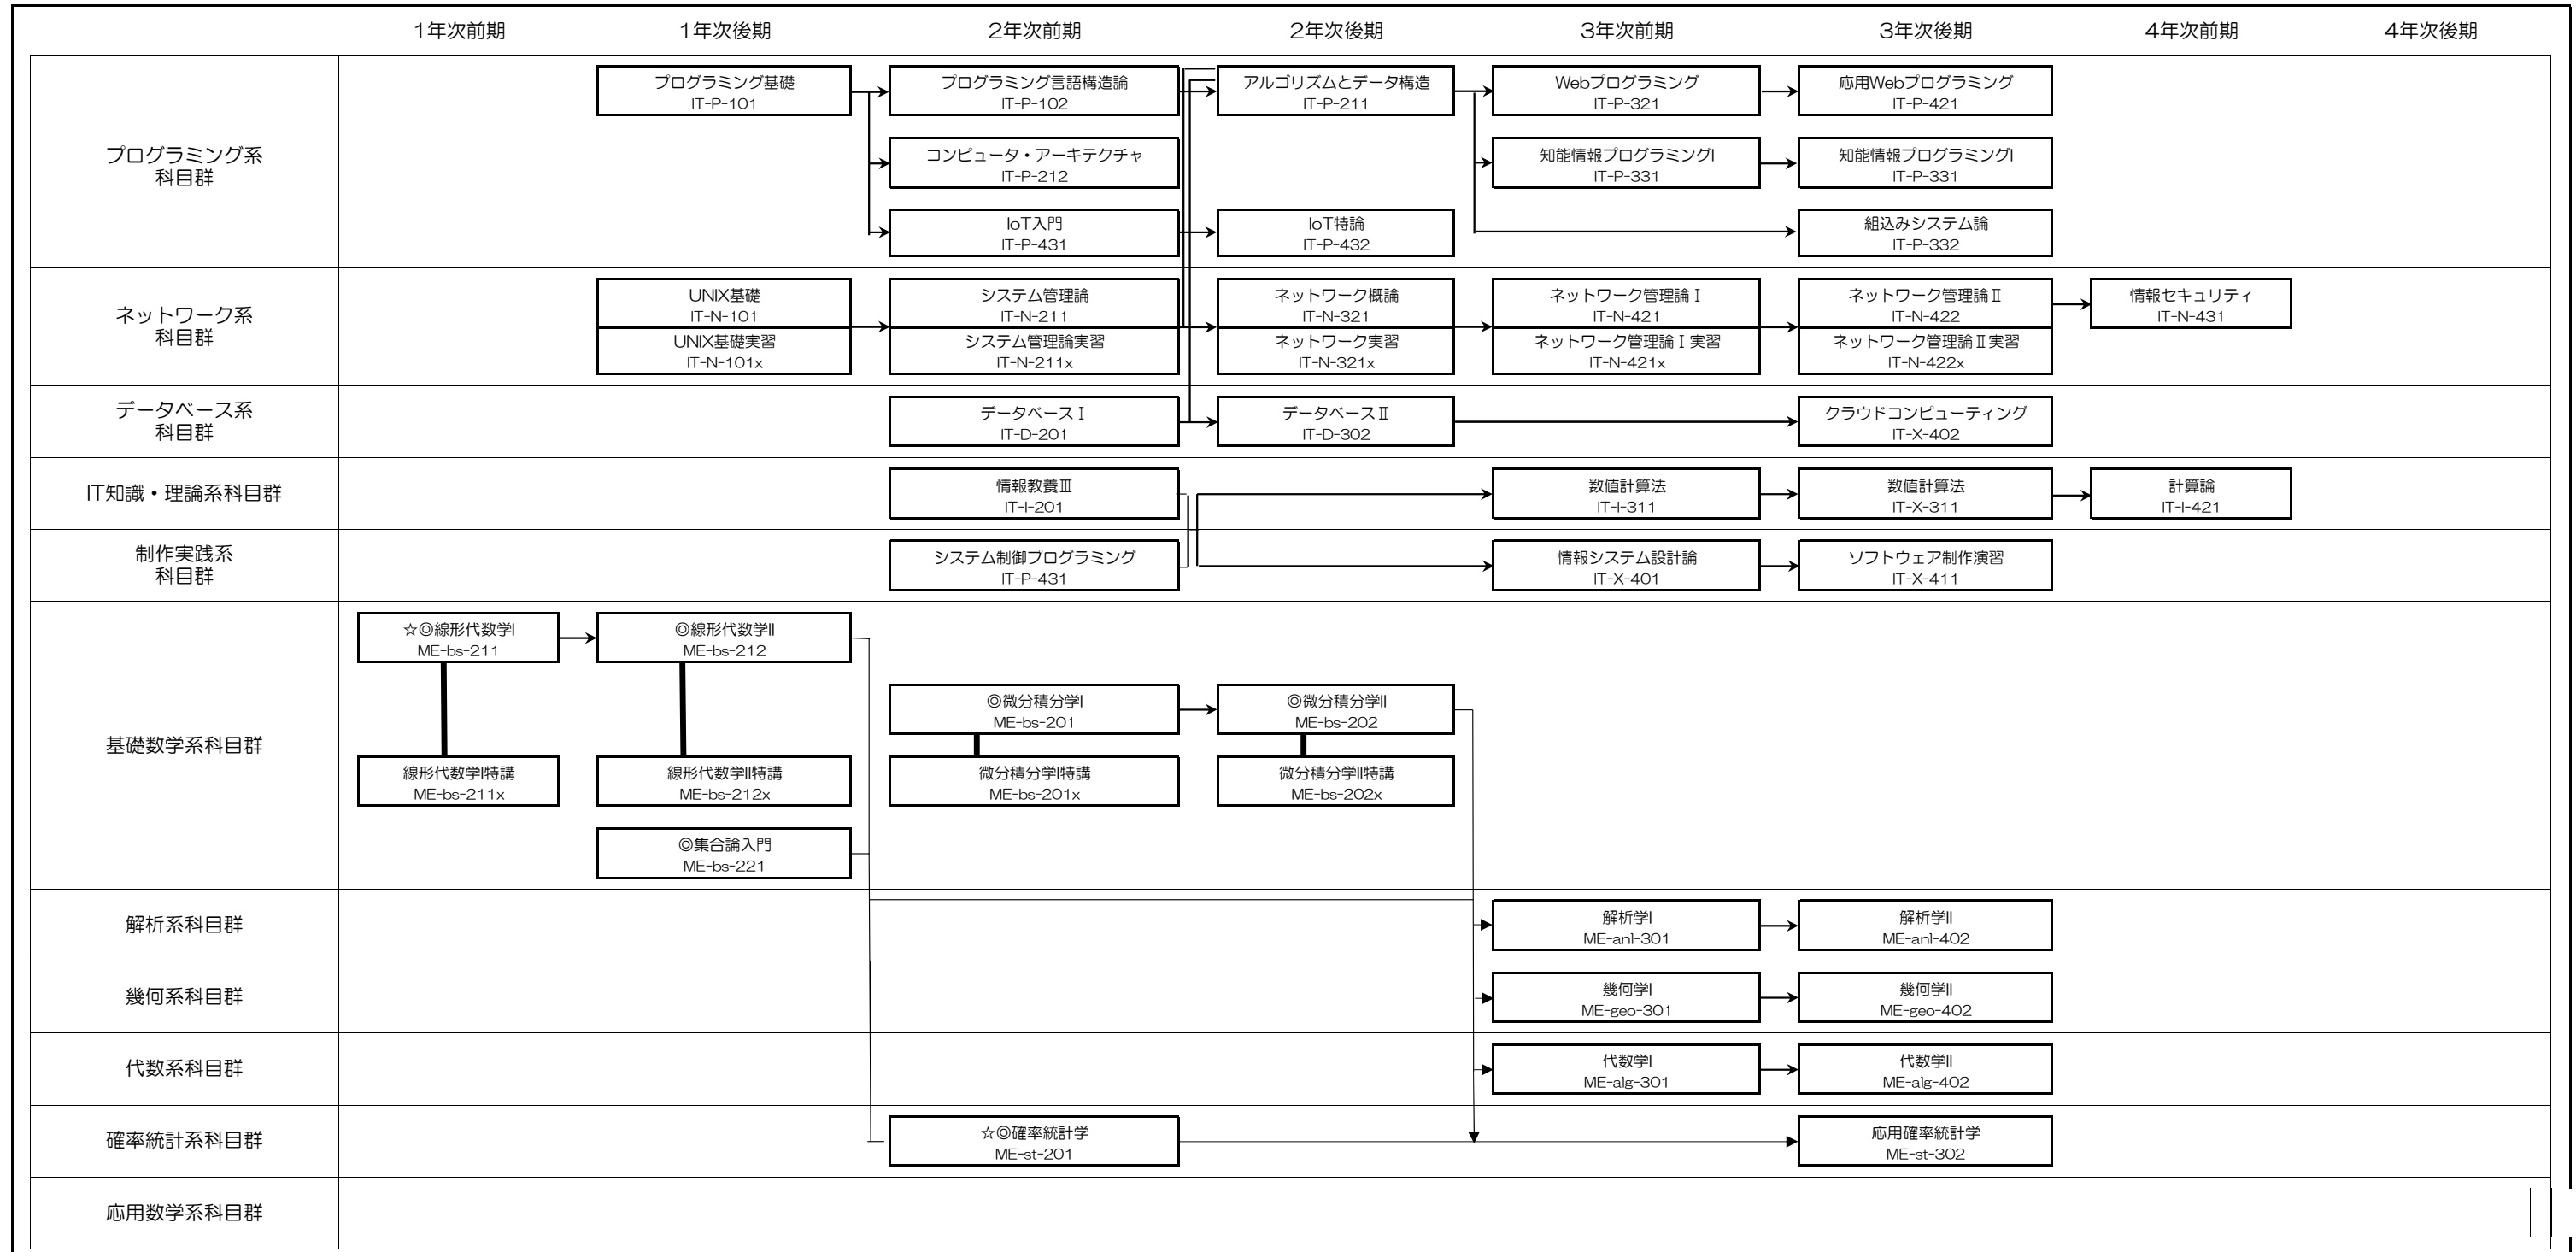 1年次前期
1年次後期
2年次前期
2年次後期
3年次前期
3年次後期
4年次前期
4年次後期
プログラミング系
科目群
プログラミング基礎
IT-P-101
プログラミング言語構造論
IT-P-102
アルゴリズムとデータ構造
IT-P-211
Webプログラミング
IT-P-321
応用Webプログラミング
IT-P-421
コンピュータ・アーキテクチャ
IT-P-212
知能情報プログラミングI
IT-P-331
知能情報プログラミングI
IT-P-331
IoT入門
IT-P-431
IoT特論
IT-P-432
組込みシステム論
IT-P-332
ネットワーク系
科目群
UNIX基礎
IT-N-101
UNIX基礎実習
IT-N-101x
システム管理論
IT-N-211
システム管理論実習
IT-N-211x
ネットワーク概論
IT-N-321
ネットワーク実習
IT-N-321x
ネットワーク管理論Ⅰ
IT-N-421
ネットワーク管理論Ⅰ実習
IT-N-421x
ネットワーク管理論Ⅱ
IT-N-422
ネットワーク管理論Ⅱ実習
IT-N-422x
情報セキュリティ
IT-N-431
データベース系
科目群
データベースⅠ
IT-D-201
データベースⅡ
IT-D-302
クラウドコンピューティング
IT-X-402
IT知識・理論系科目群
情報教養Ⅲ
IT-I-201
数値計算法
IT-I-311
数値計算法
IT-X-311
計算論
IT-I-421
制作実践系
科目群
システム制御プログラミング
IT-P-431
情報システム設計論
IT-X-401
ソフトウェア制作演習
IT-X-411
基礎数学系科目群
☆◎線形代数学I
ME-bs-211
◎線形代数学II
ME-bs-212
◎微分積分学I
ME-bs-201
◎微分積分学II
ME-bs-202
線形代数学I特講
ME-bs-211x
線形代数学II特講
ME-bs-212x
微分積分学I特講
ME-bs-201x
微分積分学II特講
ME-bs-202x
◎集合論入門
ME-bs-221
解析系科目群
解析学I
ME-anl-301
解析学II
ME-anl-402
幾何系科目群
幾何学I
ME-geo-301
幾何学II
ME-geo-402
代数系科目群
代数学I
ME-alg-301
代数学II
ME-alg-402
確率統計系科目群
☆◎確率統計学
ME-st-201
応用確率統計学
ME-st-302
応用数学系科目群